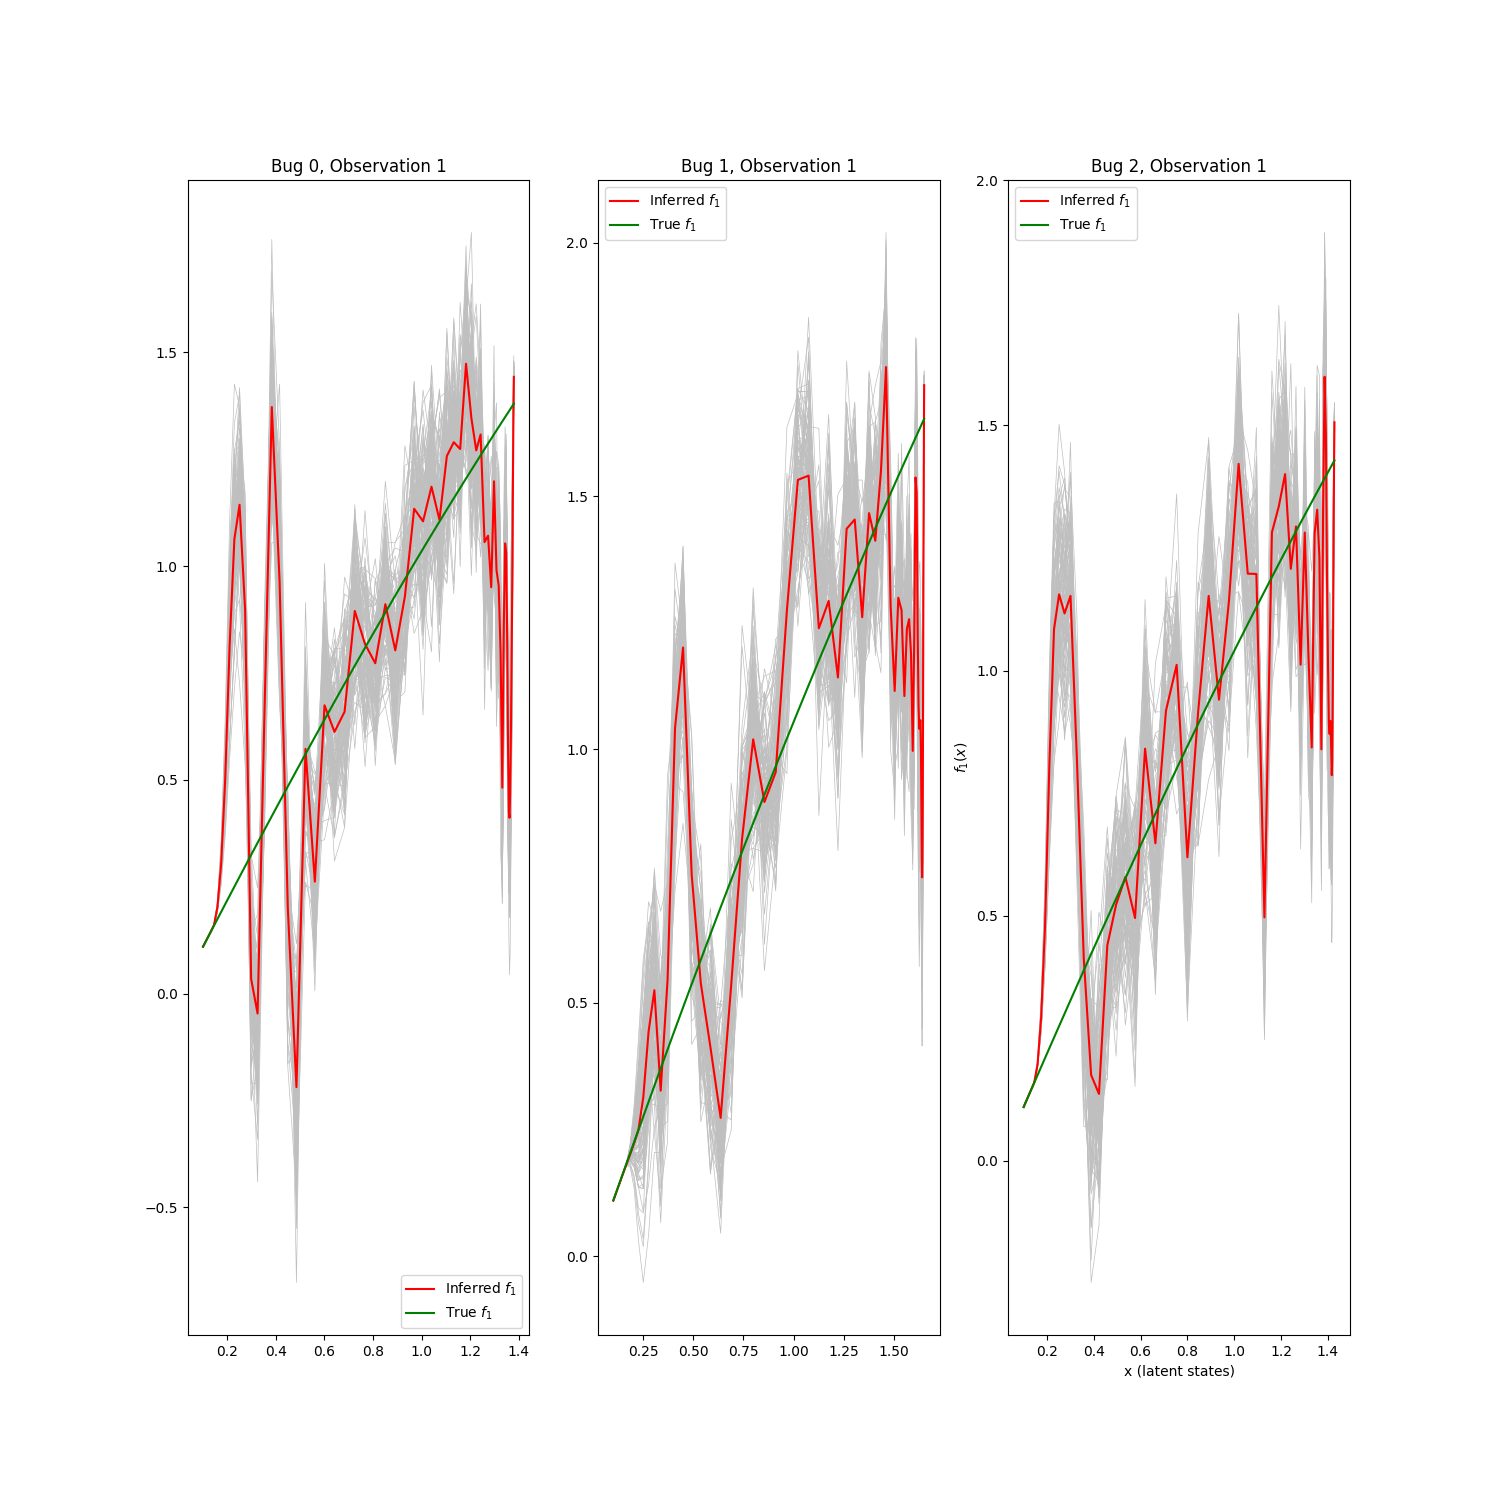 Bug 0, Observation 1
1.5
1.0
0.5
0.0
−0.5
Inferred f₁
True f₁
0.2 0.4 0.6 0.8 1.0 1.2 1.4
Bug 1, Observation 1
Inferred f₁
True f₁
2.0
1.5
1.0
0.5
0.0
0.25 0.50 0.75 1.00 1.25 1.50
Bug 2, Observation 1
Inferred f₁
True f₁
2.0
1.5
1.0
0.5
0.0
f₁(x)
0.2 0.4 0.6 0.8 1.0 1.2 1.4
x (latent states)